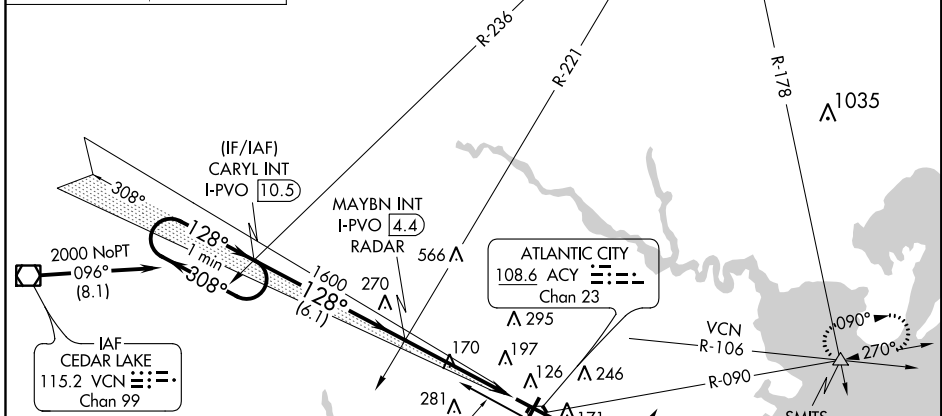 R-236
R-221
R-178
1035
(IF/IAF)
CARYL INT
I-PVO 10.5
308°
MAYBN INT
I-PVO 4.4
RADAR
128°
1 min
308°
2000 NoPT
096°
(8.1)
1600
128°
(6.1)
270
566
ATLANTIC CITY
108.6 ACY
Chan 23
295
IAF
CEDAR LAKE
115.2 VCN
Chan 99
170
197
126
246
281
171
VCN
R-106
R-090
090°
270°
SMITS